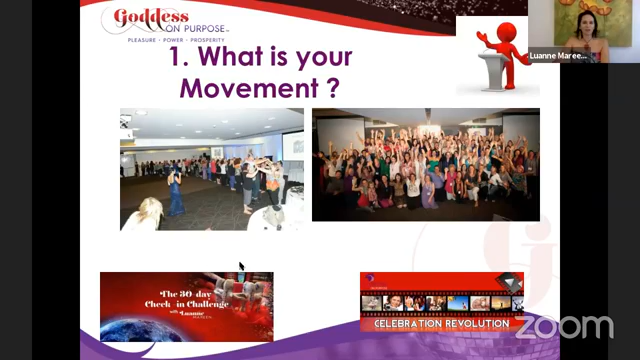 Goddess
ON PURPOSE™
PLEASURE • POWER • PROSPERITY
Luanne Maree...
1. What is your
Movement ?
The 30-day
Check-in Challenge
with Luanne
CELEBRATION REVOLUTION
zoom